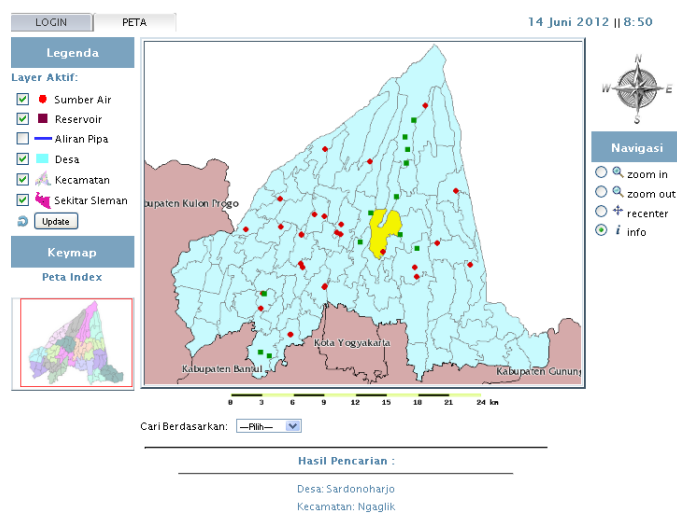 LOGIN
PETA
14 Juni 2012 || 8:50
Legenda
Layer Aktif:
Sumber Air
Reservoir
Aliran Pipa
Desa
Kecamatan
Sekitar Sleman
Update
Keymap
Peta Index
bupaten Kulon Progo
Kota Yogyakarta
Kabupaten Bantul
Kabupaten Gunung
N
W
E
S
Navigasi
zoom in
zoom out
recenter
i info
0 3 6 9 12 15 18 21 24 km
Cari Berdasarkan: —Pilih—
Hasil Pencarian :
Desa: Sardonoharjo
Kecamatan: Ngaglik